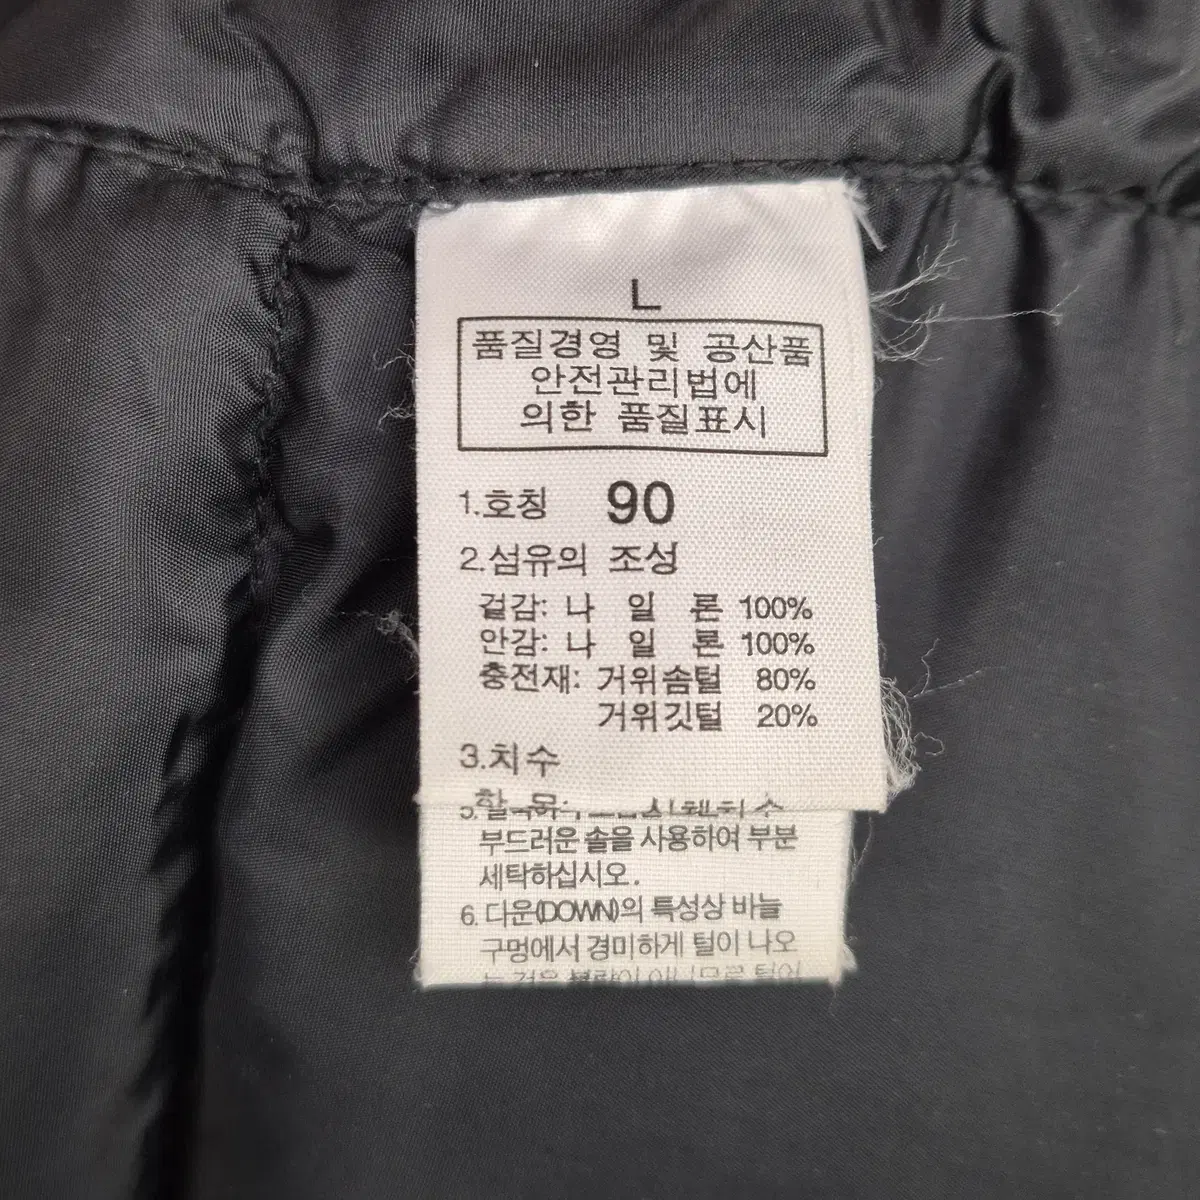 L
품질경영 및 공산품
안전관리법에
의한 품질표시
1.호칭 90
2.섬유의 조성
겉감: 나 일 론 100%
안감: 나 일 론 100%
충전재: 거위솜털 80%
거위깃털 20%
3.치수
부드러운 솔을 사용하여 부분
세탁하십시오.
6. 다운(DOWN)의 특성상 바늘
구멍에서 경미하게 털이 나오